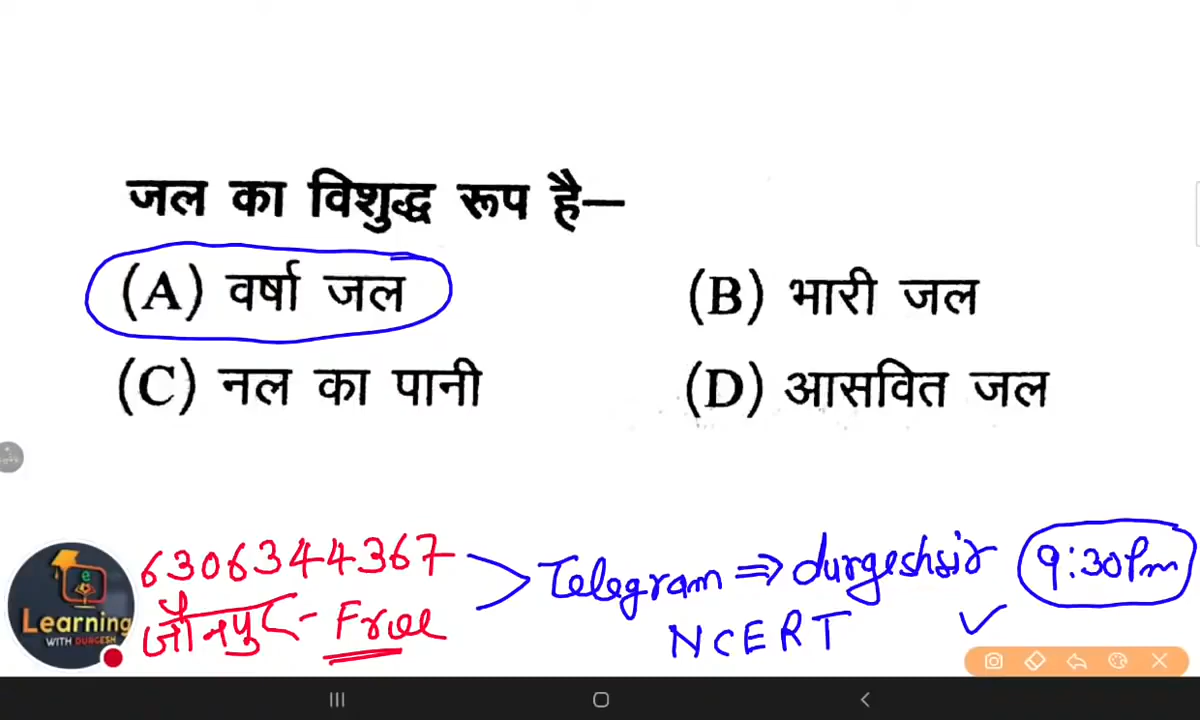 जल का विशुद्ध रूप है–
(A) वर्षा जल
(B) भारी जल
(C) नल का पानी
(D) आसवित जल
6306344367
Telegram ⇒ durgeshsir 9:30Pm
जौनपुर - Free
NCERT
e
Learning
WITH DURGESH